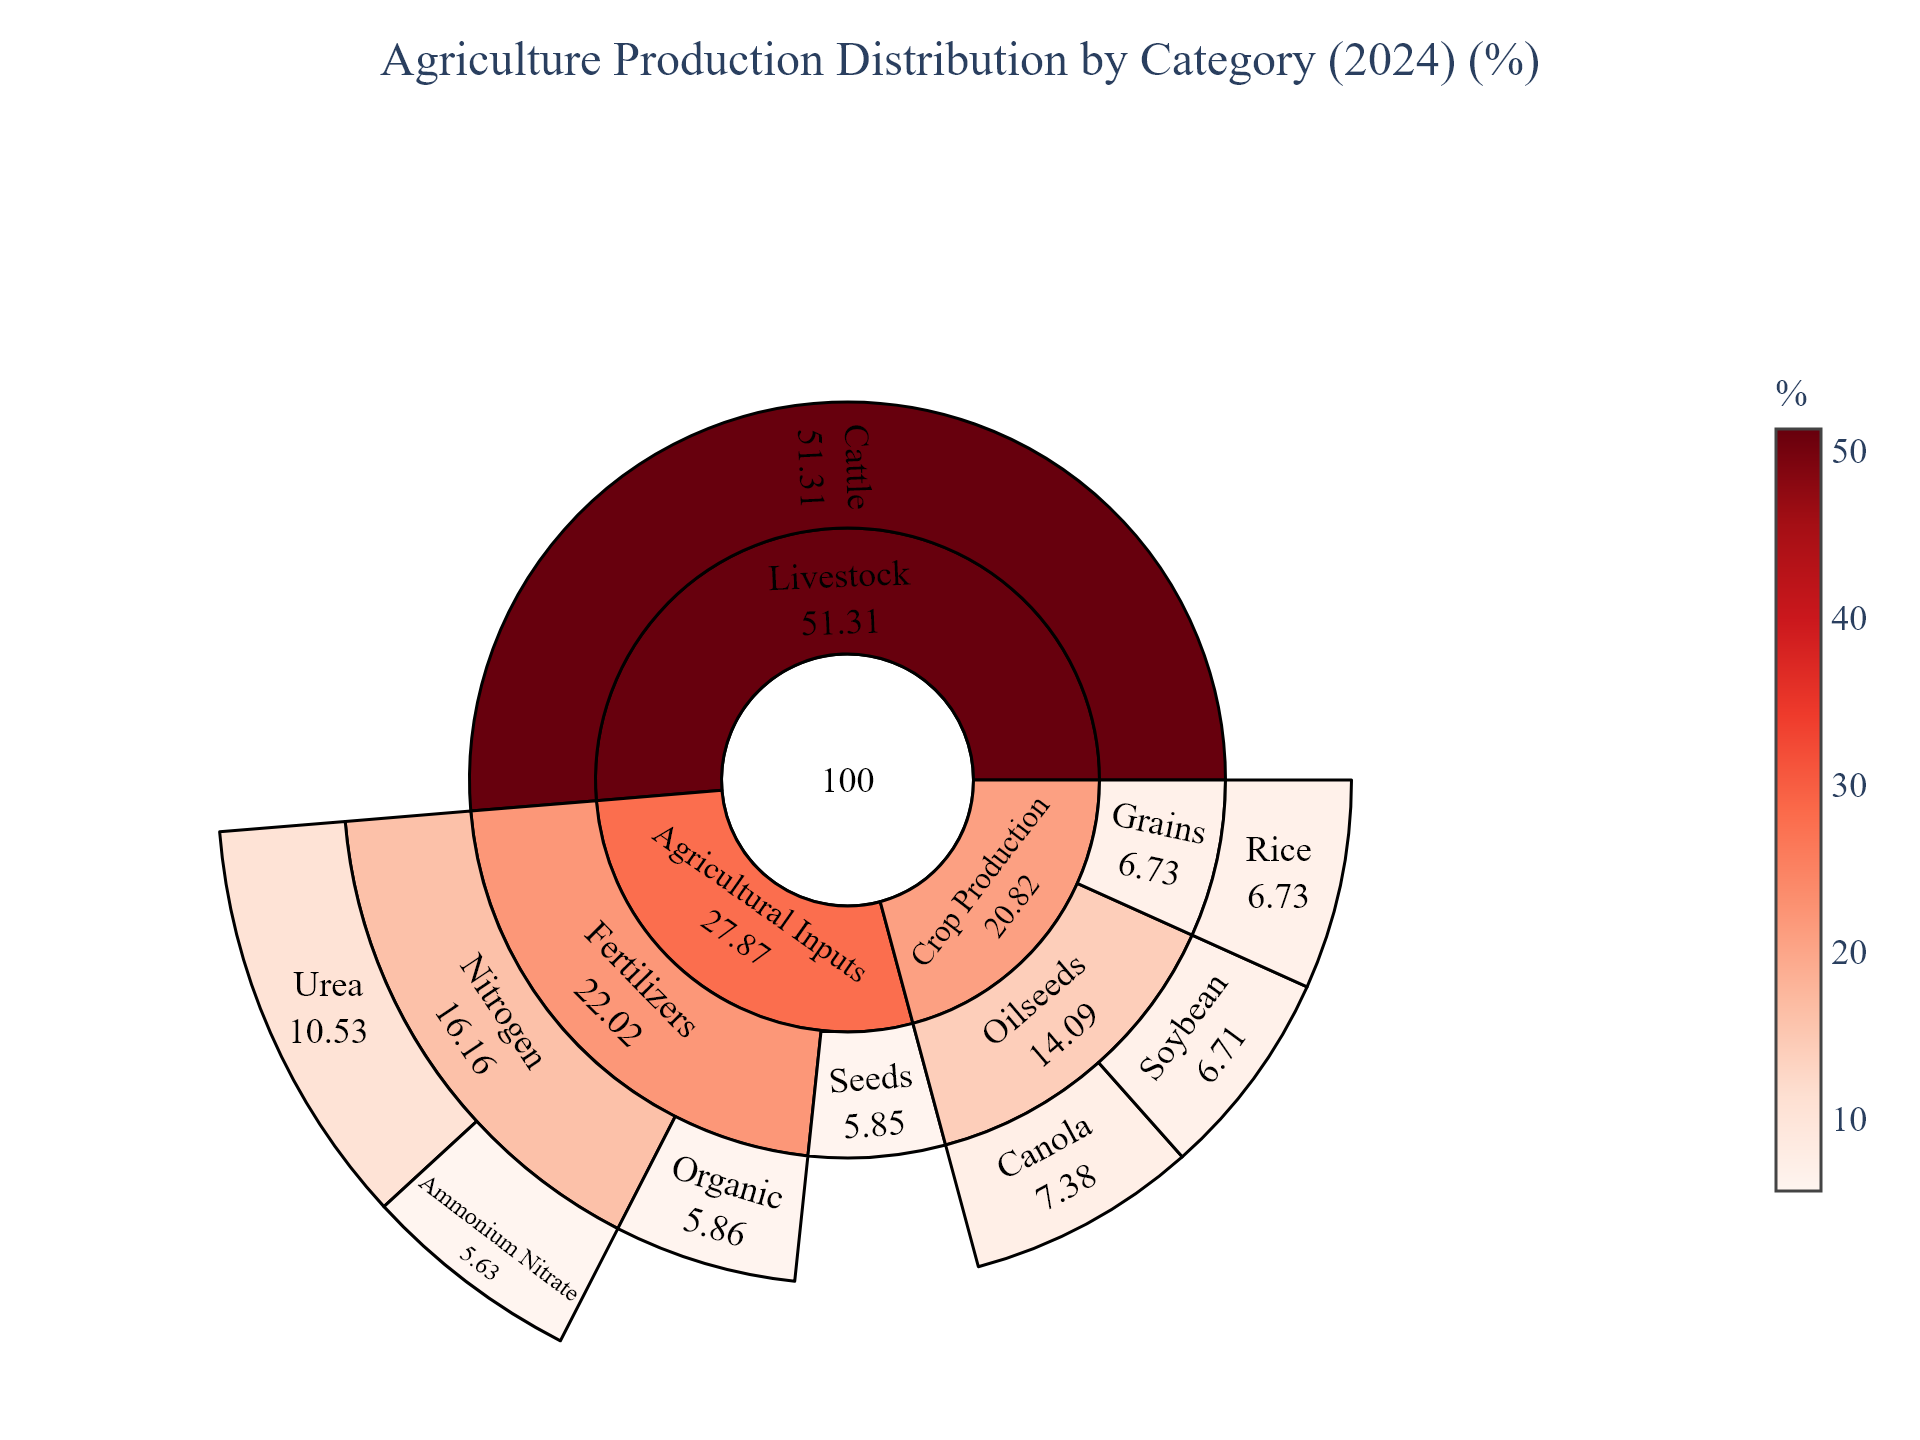 Agriculture Production Distribution by Category (2024) (%)
%
50
40
30
20
10
Cattle
51.31
Livestock
51.31
100
Agricultural Inputs
27.87
Crop Production
20.82
Grains
6.73
Rice
6.73
Oilseeds
14.09
Soybean
6.71
Canola
7.38
Fertilizers
22.02
Seeds
5.85
Nitrogen
16.16
Organic
5.86
Urea
10.53
Ammonium Nitrate
5.63